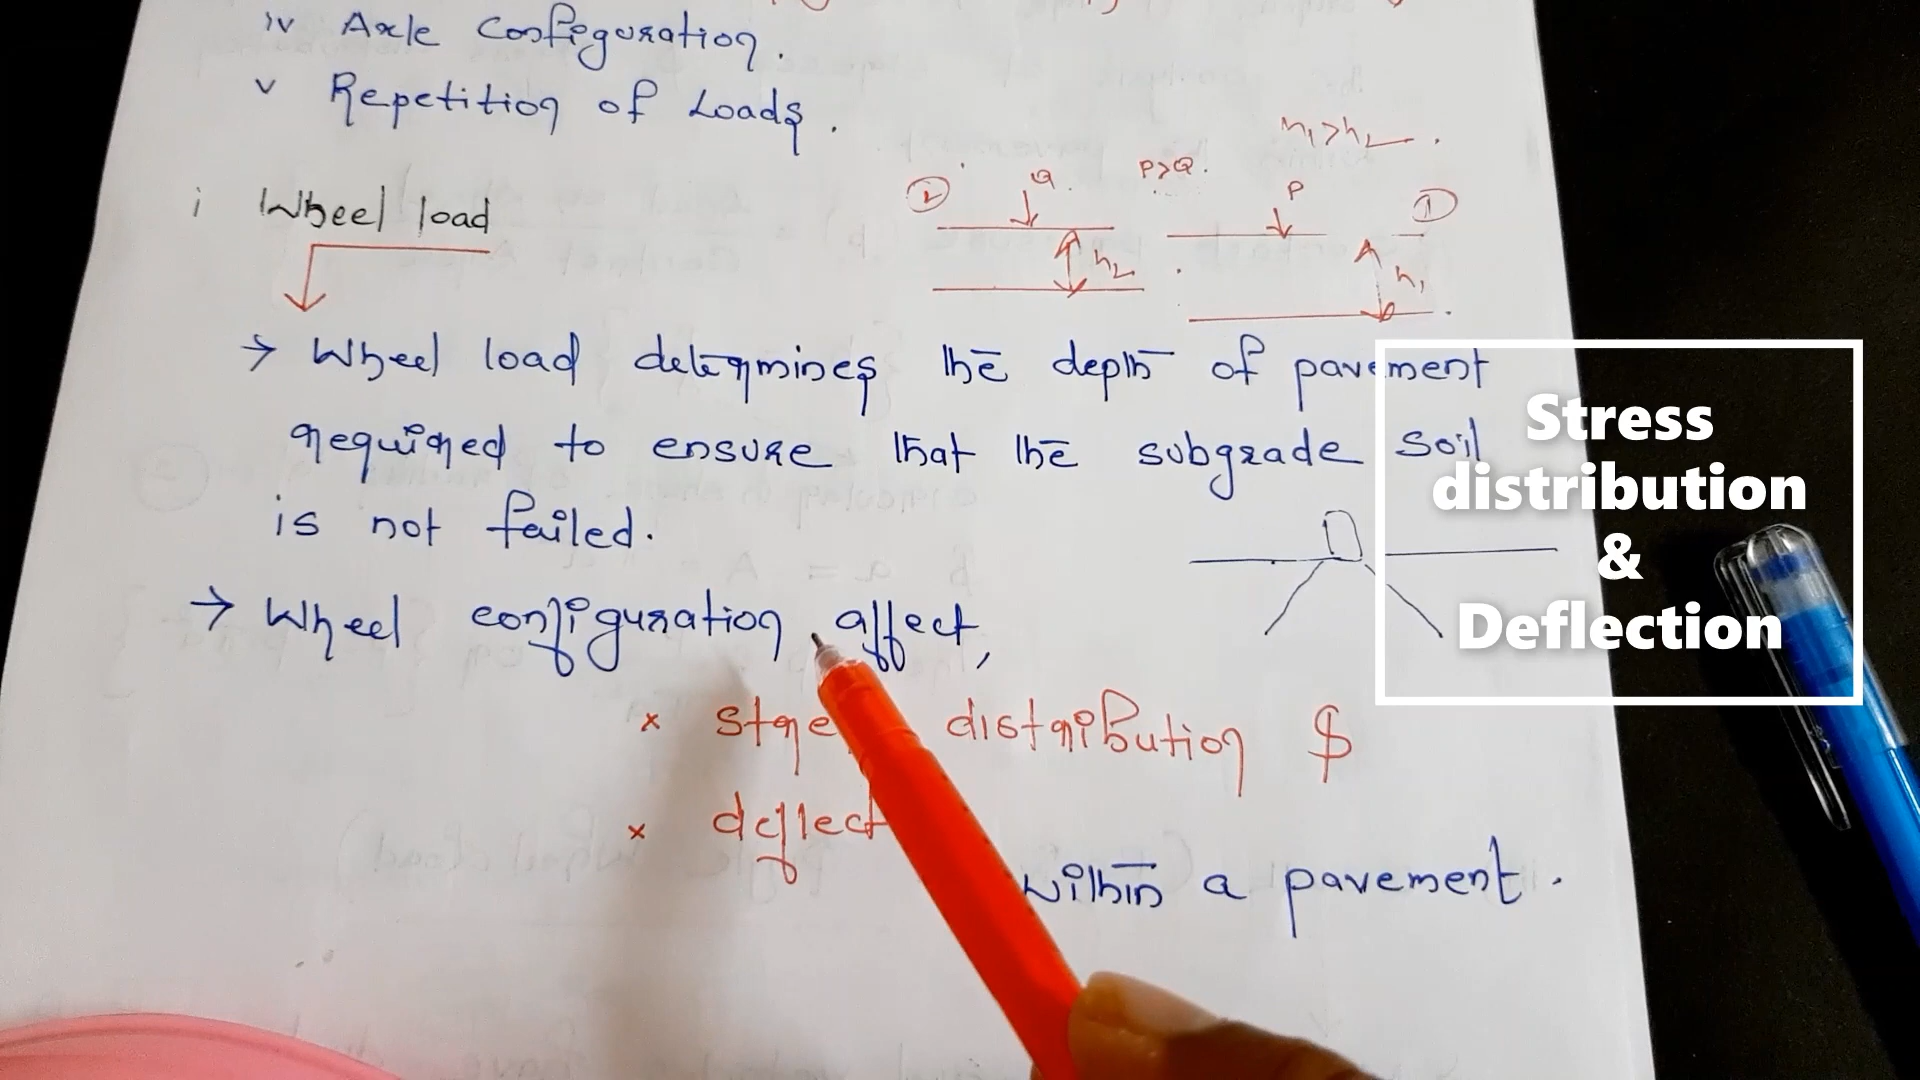 iv Axle Configuration.
v Repetition of Loads.
h1>h2
P>Q.
2
Q
P
1
h2
h1
i Wheel load
→ Wheel load determines the depth of pavement
required to ensure that the subgrade soil
is not failed.
→ Wheel configuration affect,
× stre distribution $
× deflect
within a pavement.
Stress
distribution
&
Deflection